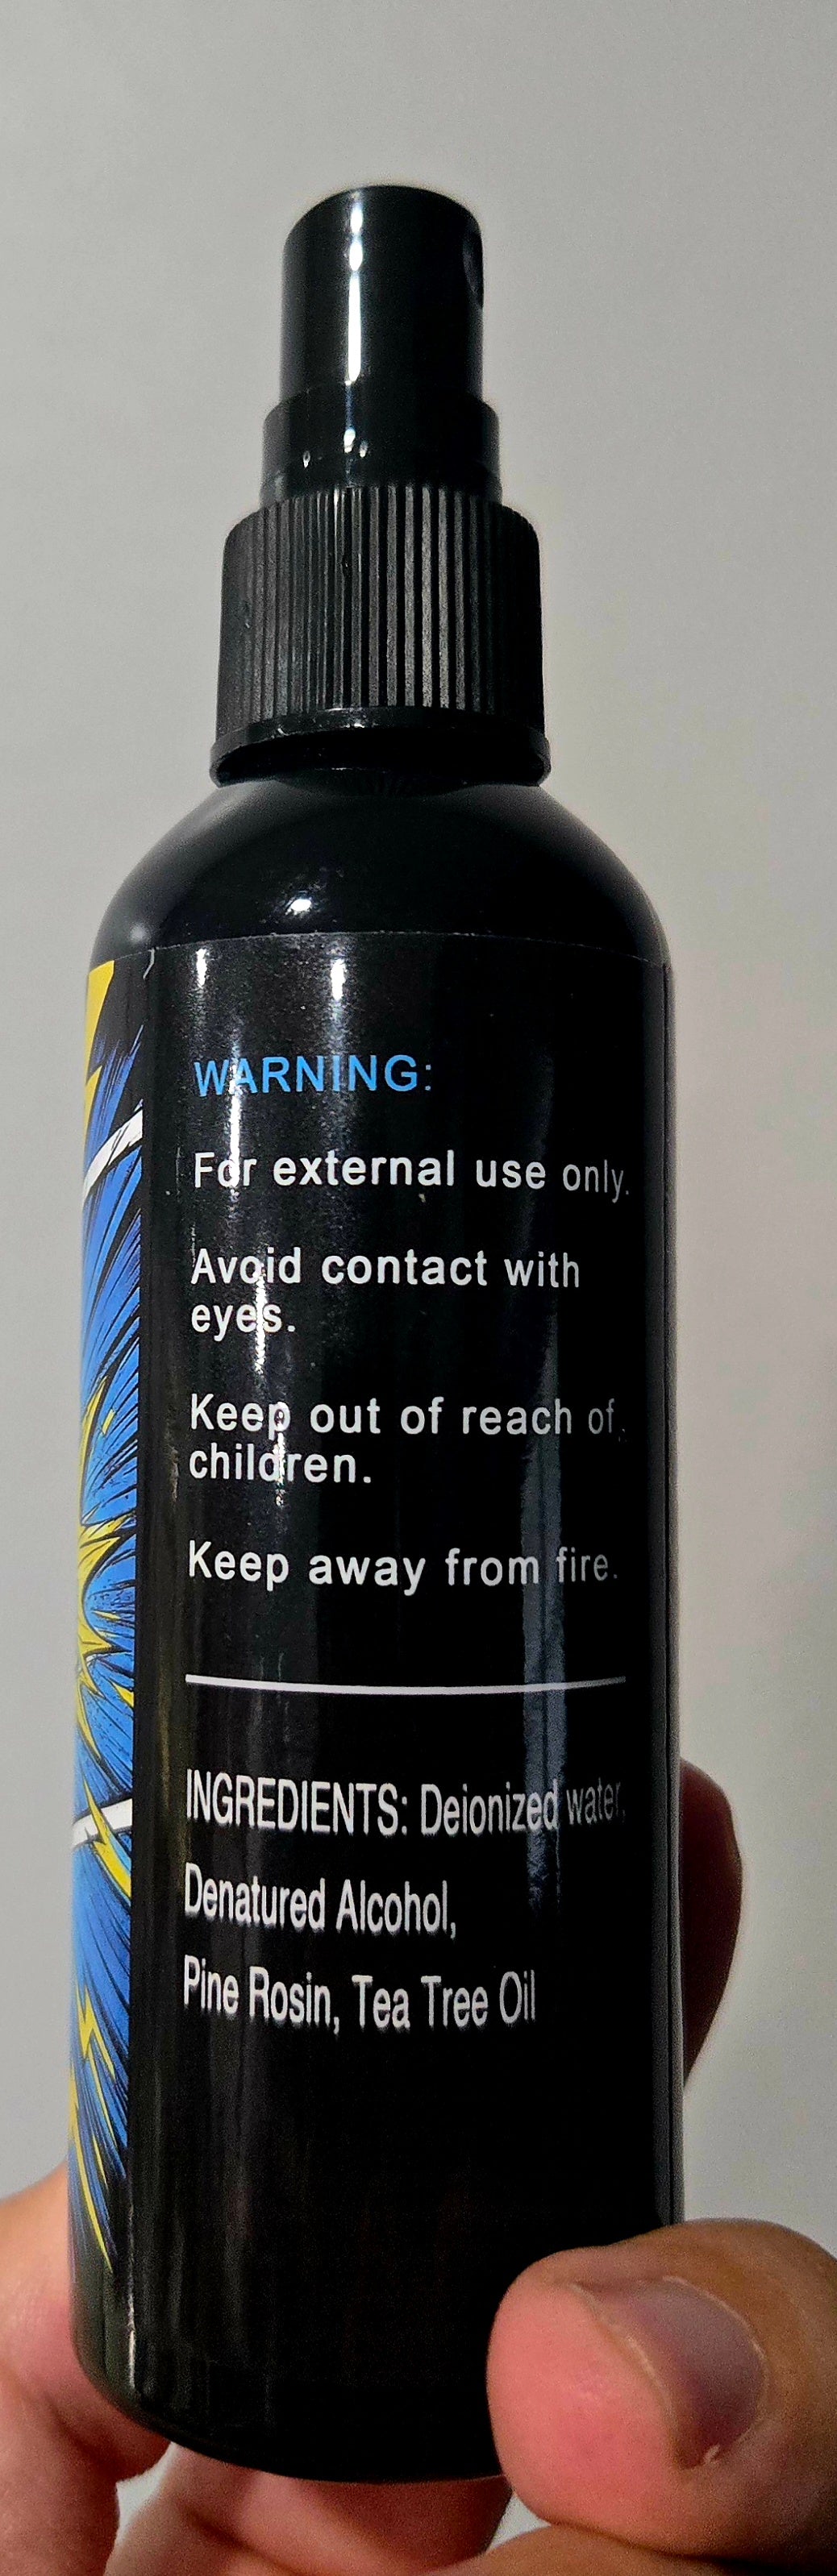 WARNING:
For external use only.
Avoid contact with
eyes.
Keep out of reach of
children.
Keep away from fire.
INGREDIENTS: Deionized water,
Denatured Alcohol,
Pine Rosin, Tea Tree Oil